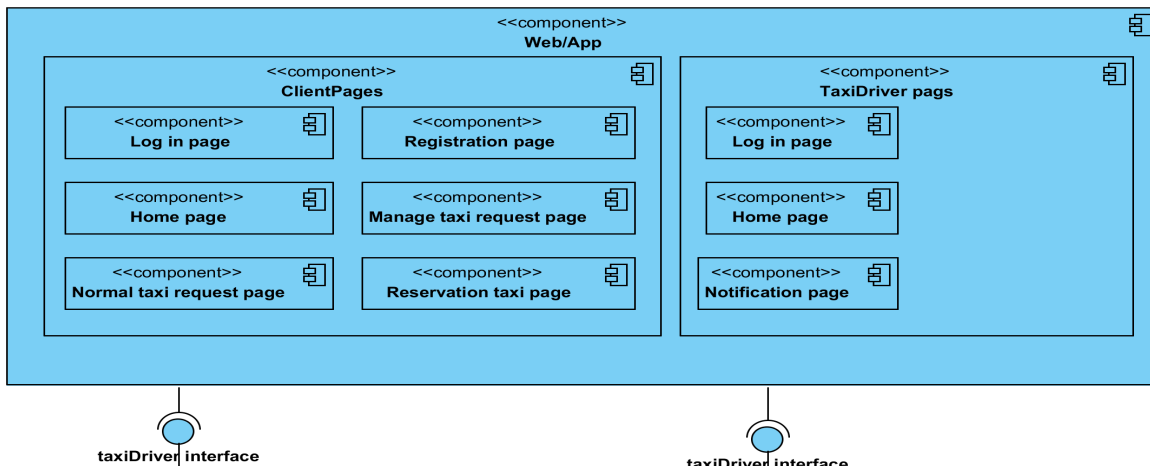 <<component>>
Web/App
<<component>>
ClientPages
<<component>>
Log in page
<<component>>
Registration page
<<component>>
Home page
<<component>>
Manage taxi request page
<<component>>
Normal taxi request page
<<component>>
Reservation taxi page
<<component>>
TaxiDriver pags
<<component>>
Log in page
<<component>>
Home page
<<component>>
Notification page
taxiDriver interface
taxiDriver interface